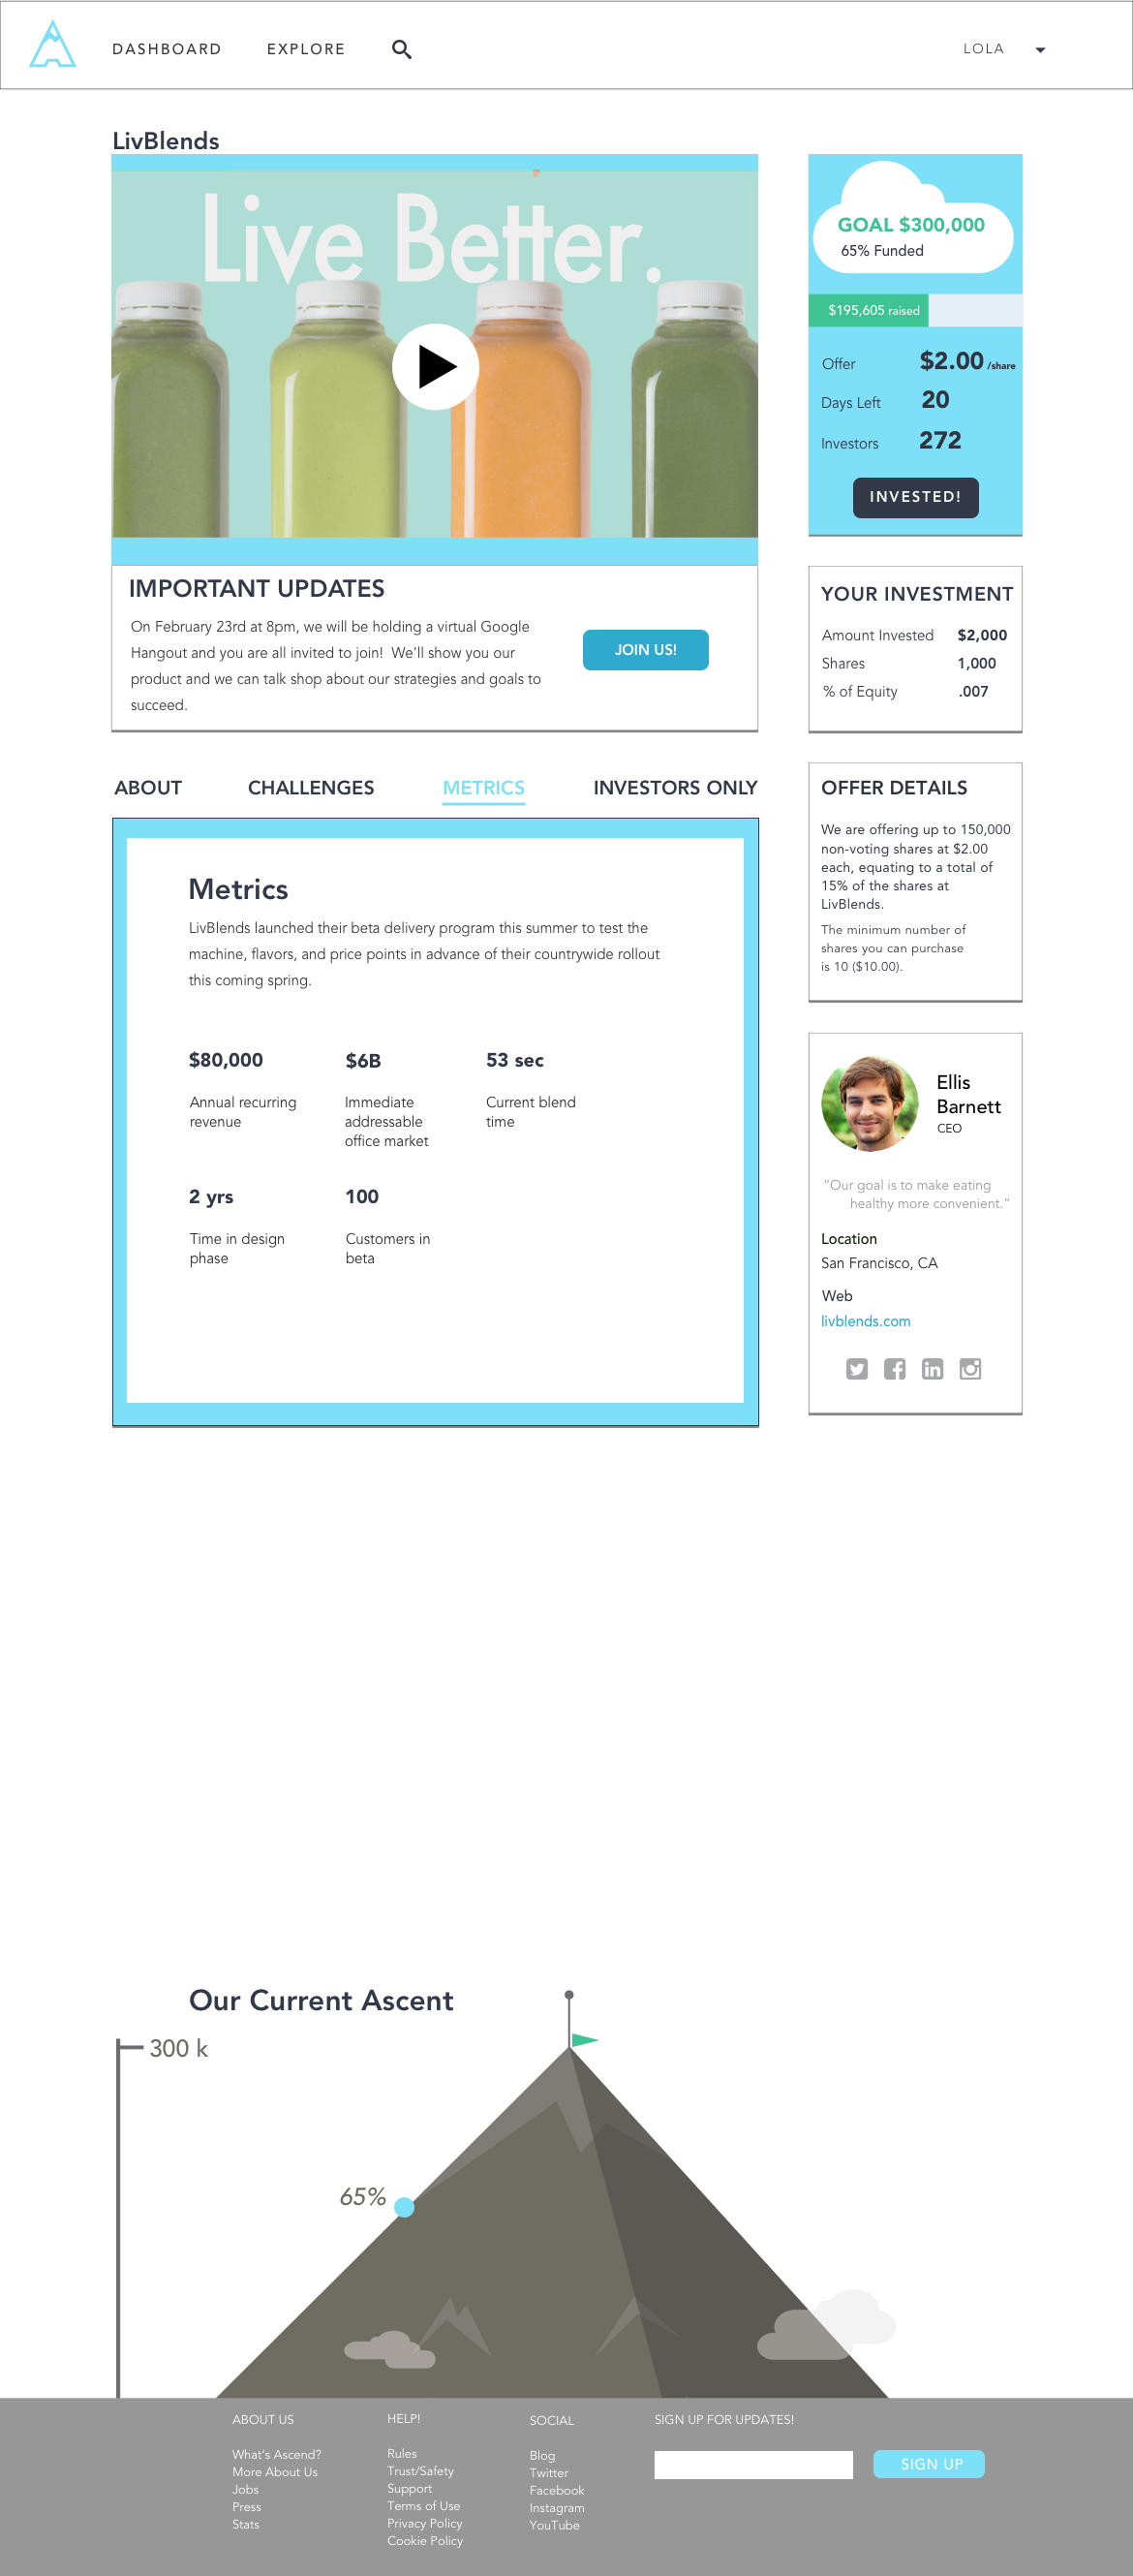 DASHBOARD
EXPLORE
LOLA
LivBlends
Live Better.
GOAL $300,000
65% Funded
$195,605 raised
Offer $2.00 /share
Days Left 20
Investors 272
INVESTED!
IMPORTANT UPDATES
On February 23rd at 8pm, we will be holding a virtual Google
Hangout and you are all invited to join!  We’ll show you our
product and we can talk shop about our strategies and goals to
succeed.
JOIN US!
YOUR INVESTMENT
Amount Invested $2,000
Shares 1,000
% of Equity .007
ABOUT
CHALLENGES
METRICS
INVESTORS ONLY
Metrics
LivBlends launched their beta delivery program this summer to test the
machine, flavors, and price points in advance of their countrywide rollout
this coming spring.
$80,000
Annual recurring
revenue
$6B
Immediate
addressable
office market
53 sec
Current blend
time
2 yrs
Time in design
phase
100
Customers in
beta
OFFER DETAILS
We are offering up to 150,000
non-voting shares at $2.00
each, equating to a total of
15% of the shares at
LivBlends.
The minimum number of
shares you can purchase
is 10 ($10.00).
Ellis
Barnett
CEO
“Our goal is to make eating
healthy more convenient.”
Location
San Francisco, CA
Web
livblends.com
Our Current Ascent
300 k
65%
ABOUT US
What’s Ascend?
More About Us
Jobs
Press
Stats
HELP!
Rules
Trust/Safety
Support
Terms of Use
Privacy Policy
Cookie Policy
SOCIAL
Blog
Twitter
Facebook
Instagram
YouTube
SIGN UP FOR UPDATES!
SIGN UP